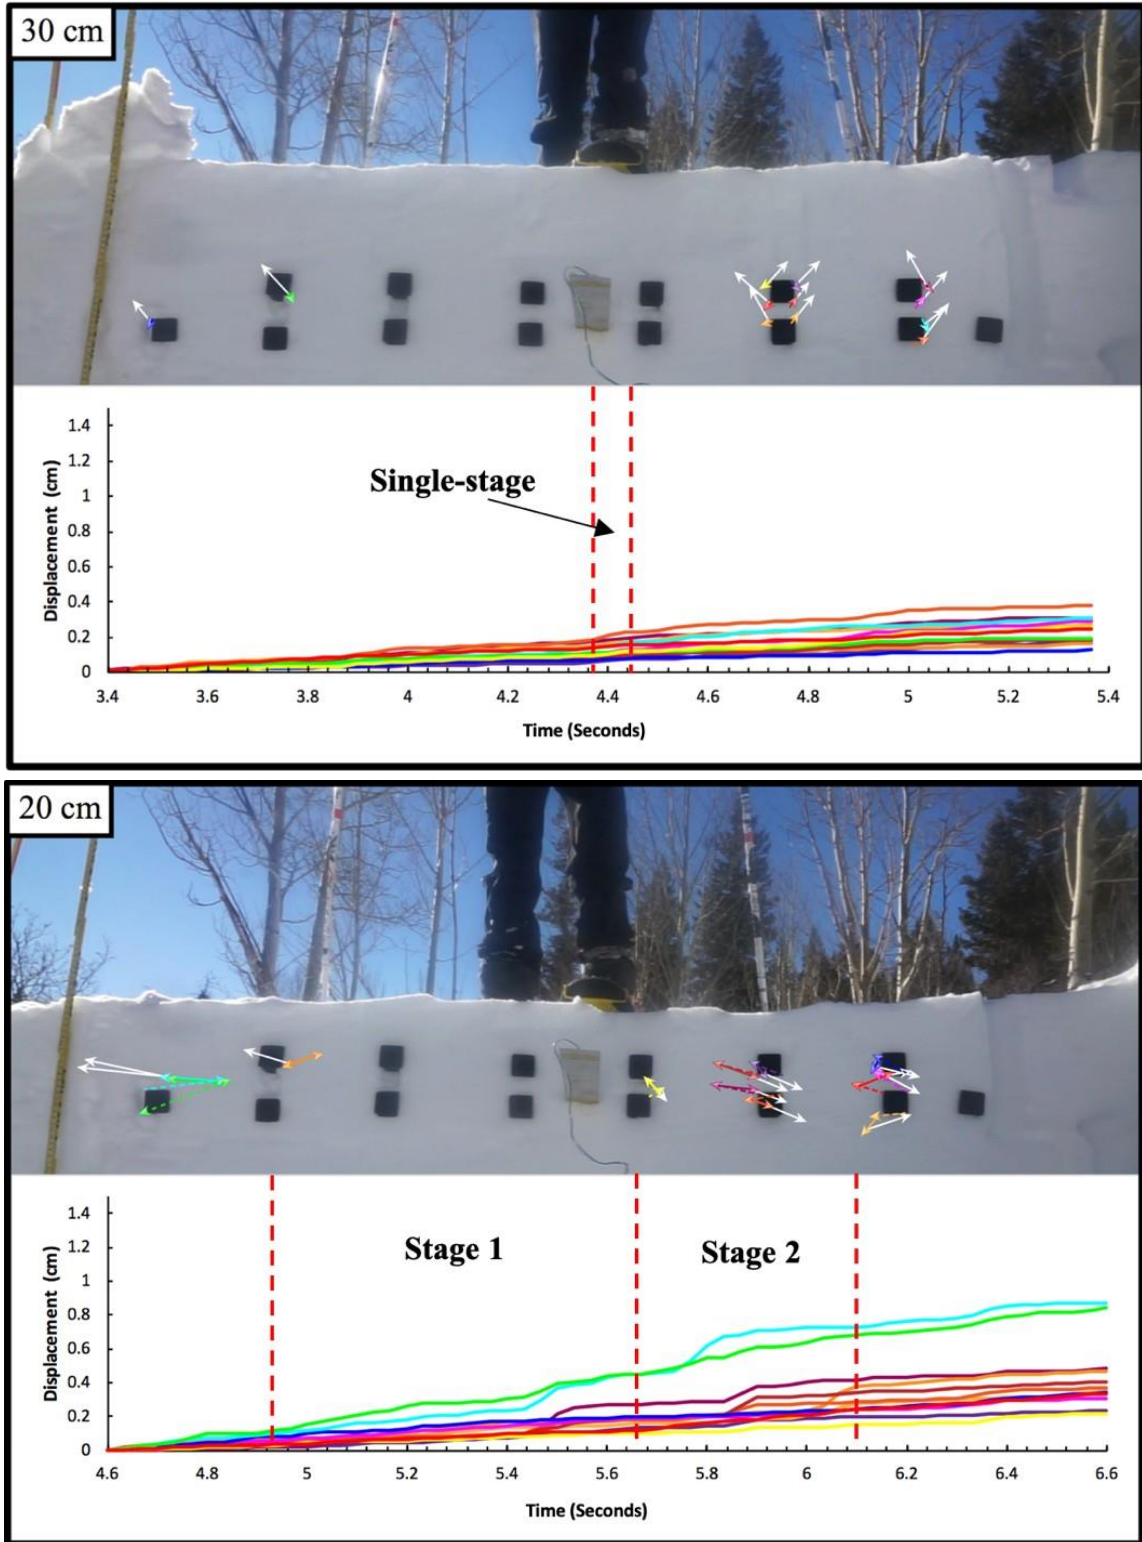 30 cm
1.4
1.2
1
0.8
0.6
0.4
0.2
0
Displacement (cm)
Single-stage
3.4 3.6 3.8 4 4.2 4.4 4.6 4.8 5 5.2 5.4
Time (Seconds)
20 cm
1.4
1.2
1
0.8
0.6
0.4
0.2
0
Displacement (cm)
Stage 1 Stage 2
4.6 4.8 5 5.2 5.4 5.6 5.8 6 6.2 6.4 6.6
Time (Seconds)